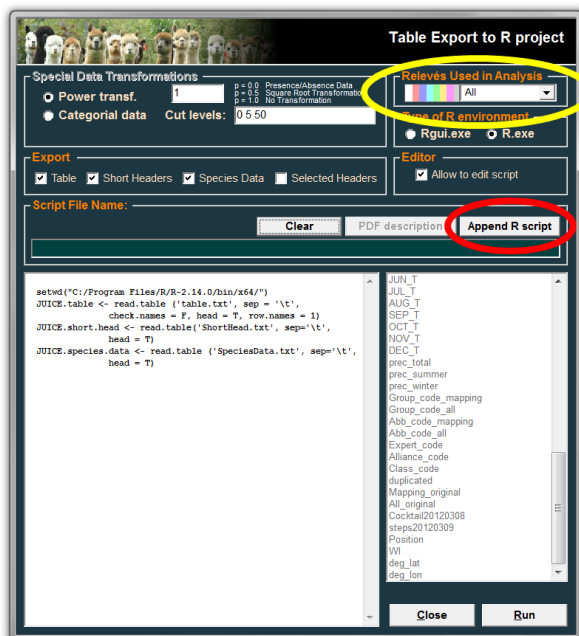 Table Export to R project
Special Data Transformations
Power transf.
1
p = 0.0 Presence/Absence Data
p = 0.5 Square Root Transformation
p = 1.0 No Transformation
Categorial data
Cut levels:
0 5 50
Relevés Used in Analysis
All
Type of R environment
Rgui.exe
R.exe
Export
Table
Short Headers
Species Data
Selected Headers
Editor
Allow to edit script
Script File Name:
Clear
PDF description
Append R script
setwd("C:/Program Files/R/R-2.14.0/bin/x64/")
JUICE.table <- read.table ('table.txt', sep = '\t',
check.names = F, head = T, row.names = 1)
JUICE.short.head <- read.table('ShortHead.txt', sep='\t',
head = T)
JUICE.species.data <- read.table ('SpeciesData.txt', sep='\t',
head = T)
JUN_T
JUL_T
AUG_T
SEP_T
OCT_T
NOV_T
DEC_T
prec_total
prec_summer
prec_winter
Group_code_mapping
Group_code_all
Abb_code_mapping
Abb_code_all
Expert_code
Alliance_code
Class_code
duplicated
Mapping_original
All_original
Cocktail20120308
steps20120309
Position
WI
deg_lat
deg_lon
Close
Run